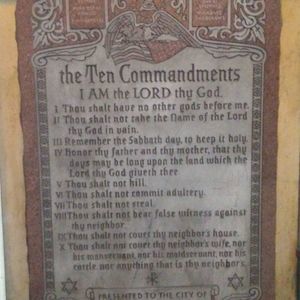 the Ten Commandments
I AM the LORD thy God.
I Thou shalt have no other gods before me.
II Thou shalt not take the Name of the Lord
thy God in vain.
III Remember the Sabbath day, to keep it holy.
IV Honor thy father and thy mother, that thy
days may be long upon the land which the
Lord thy God giveth thee
V Thou shalt not kill.
VI Thou shalt not commit adultery.
VII Thou shalt not steal.
VIII Thou shalt not bear false witness against
thy neighbor.
IX Thou shalt not covet thy neighbor's house.
X Thou shalt not covet thy neighbor's wife, nor
his manservant, nor his maidservant, nor his
cattle, nor anything that is thy neighbor's.
PRESENTED TO THE CITY OF